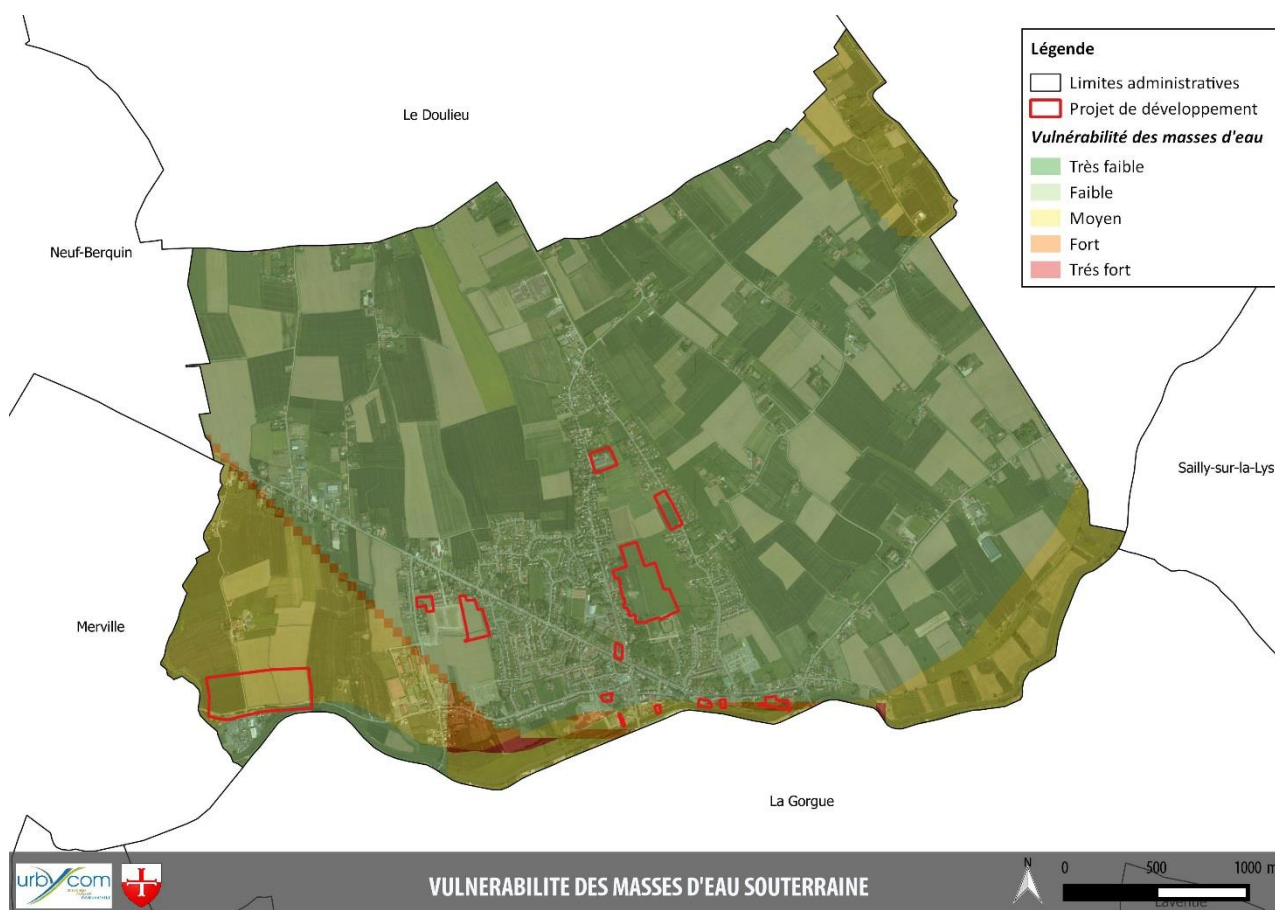 Légende
Limites administratives
Projet de développement
Vulnérabilité des masses d'eau
Très faible
Faible
Moyen
Fort
Trés fort
Le Doulieu
Neuf-Berquin
Sailly-sur-la-Lys
Merville
La Gorgue
urbycom
VULNERABILITE DES MASSES D'EAU SOUTERRAINE
N
0 500 1000 m
Laventie